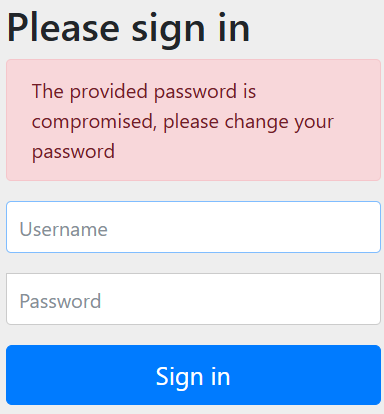 Please sign in
The provided password is
compromised, please change your
password
Username
Password
Sign in